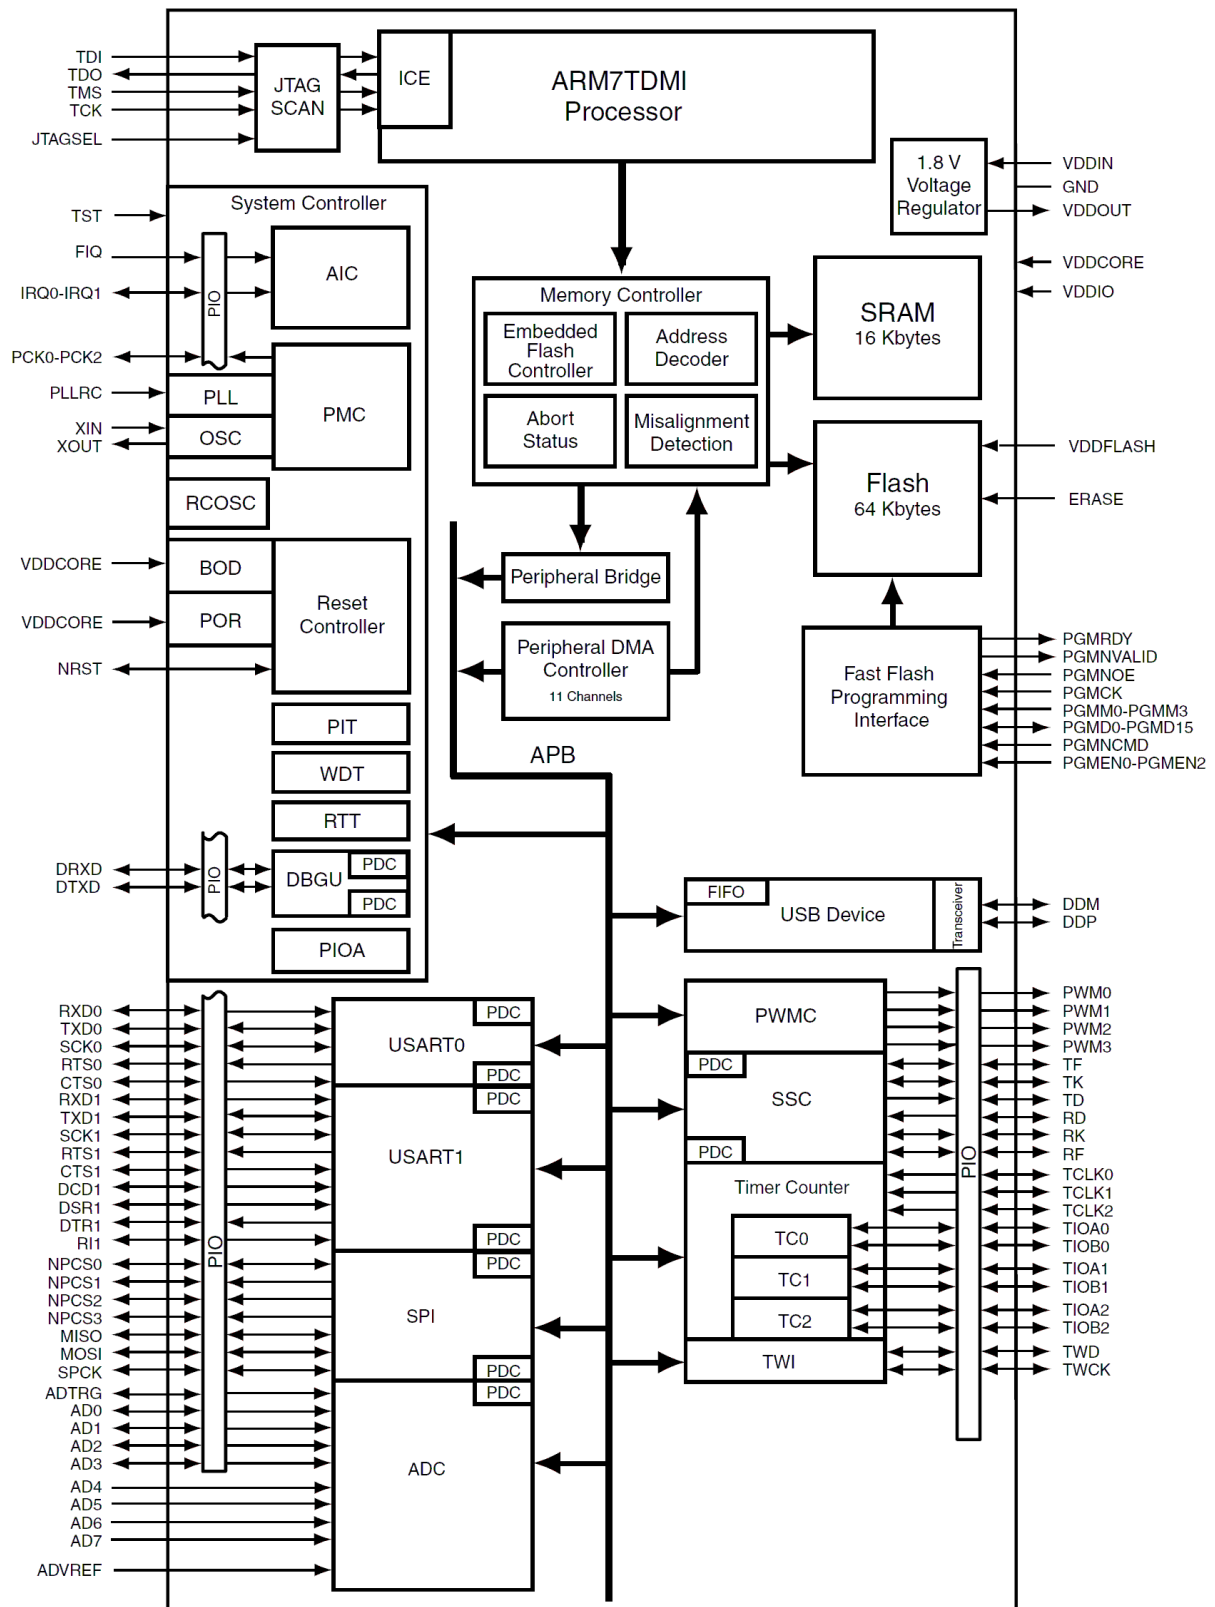 TDI
TDO
TMS
TCK
JTAGSEL
JTAG
SCAN
ICE
ARM7TDMI
Processor
1.8 V
Voltage
Regulator
VDDIN
GND
VDDOUT
VDDCORE
VDDIO
System Controller
TST
FIQ
IRQ0-IRQ1
PIO
AIC
PCK0-PCK2
PLLRC
XIN
XOUT
PLL
OSC
PMC
RCOSC
VDDCORE
VDDCORE
NRST
BOD
POR
Reset
Controller
PIT
WDT
RTT
DRXD
DTXD
PIO
DBGU
PDC
PDC
PIOA
Memory Controller
Embedded
Flash
Controller
Address
Decoder
Abort
Status
Misalignment
Detection
SRAM
16 Kbytes
Flash
64 Kbytes
VDDFLASH
ERASE
Peripheral Bridge
Peripheral DMA
Controller
11 Channels
APB
Fast Flash
Programming
Interface
PGMRDY
PGMNVALID
PGMNOE
PGMCK
PGMM0-PGMM3
PGMD0-PGMD15
PGMNCMD
PGMEN0-PGMEN2
FIFO
USB Device
Transceiver
DDM
DDP
RXD0
TXD0
SCK0
RTS0
CTS0
RXD1
TXD1
SCK1
RTS1
CTS1
DCD1
DSR1
DTR1
RI1
NPCS0
NPCS1
NPCS2
NPCS3
MISO
MOSI
SPCK
ADTRG
AD0
AD1
AD2
AD3
AD4
AD5
AD6
AD7
ADVREF
PIO
PDC
USART0
PDC
PDC
USART1
PDC
PDC
SPI
PDC
PDC
ADC
PWMC
PDC
SSC
PDC
Timer Counter
TC0
TC1
TC2
TWI
PIO
PWM0
PWM1
PWM2
PWM3
TF
TK
TD
RD
RK
RF
TCLK0
TCLK1
TCLK2
TIOA0
TIOB0
TIOA1
TIOB1
TIOA2
TIOB2
TWD
TWCK